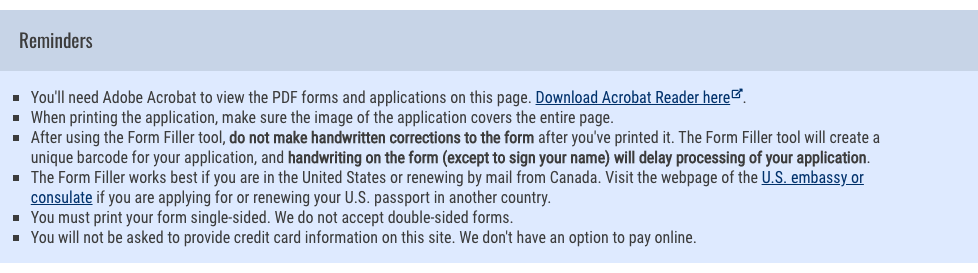 Reminders
You'll need Adobe Acrobat to view the PDF forms and applications on this page. Download Acrobat Reader here.
When printing the application, make sure the image of the application covers the entire page.
After using the Form Filler tool, do not make handwritten corrections to the form after you've printed it. The Form Filler tool will create a
unique barcode for your application, and handwriting on the form (except to sign your name) will delay processing of your application.
The Form Filler works best if you are in the United States or renewing by mail from Canada. Visit the webpage of the U.S. embassy or
consulate if you are applying for or renewing your U.S. passport in another country.
You must print your form single-sided. We do not accept double-sided forms.
You will not be asked to provide credit card information on this site. We don't have an option to pay online.